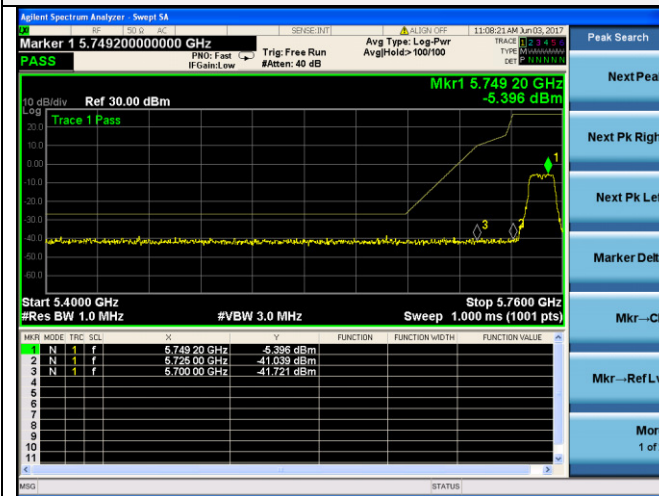 Agilent Spectrum Analyzer - Swept SA
RF 50 Ω AC SENSE:INT ALIGN OFF 11:08:21 AM Jun 03, 2017
Marker 1 5.749200000000 GHz
PASS
PNO: Fast
IFGain:Low
Trig: Free Run
#Atten: 40 dB
Avg Type: Log-Pwr
Avg|Hold:>100/100
TRACE 1 2 3 4 5 6
TYPE M
DET P N N N N N
Mkr1 5.749 20 GHz
-5.396 dBm
10 dB/div Ref 30.00 dBm
Log
Trace 1 Pass
20.0
10.0
0.00
-10.0
-20.0
-30.0
-40.0
-50.0
-60.0
1
2
3
Start 5.4000 GHz Stop 5.7600 GHz
#Res BW 1.0 MHz #VBW 3.0 MHz Sweep 1.000 ms (1001 pts)
MKR MODE TRC SCL X Y FUNCTION FUNCTION WIDTH FUNCTION VALUE
1 N 1 f 5.749 20 GHz -5.396 dBm
2 N 1 f 5.725 00 GHz -41.039 dBm
3 N 1 f 5.700 00 GHz -41.721 dBm
4
5
6
7
8
9
10
11
MSG STATUS
Peak Search
Next Pea
Next Pk Righ
Next Pk Le
Marker Delt
Mkr→C
Mkr→Ref Lv
Mor
1 of